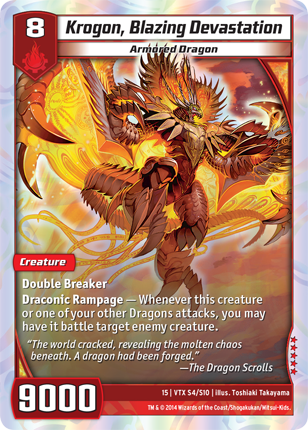 8
Krogon, Blazing Devastation
Armored Dragon
Creature
Double Breaker
Draconic Rampage — Whenever this creature
or one of your other Dragons attacks, you may
have it battle target enemy creature.
“The world cracked, revealing the molten chaos
beneath. A dragon had been forged.”
—The Dragon Scrolls
9000
15 | VTX S4/S10 | illus. Toshiaki Takayama
TM & © 2014 Wizards of the Coast/Shogakukan/Mitsui-Kids.